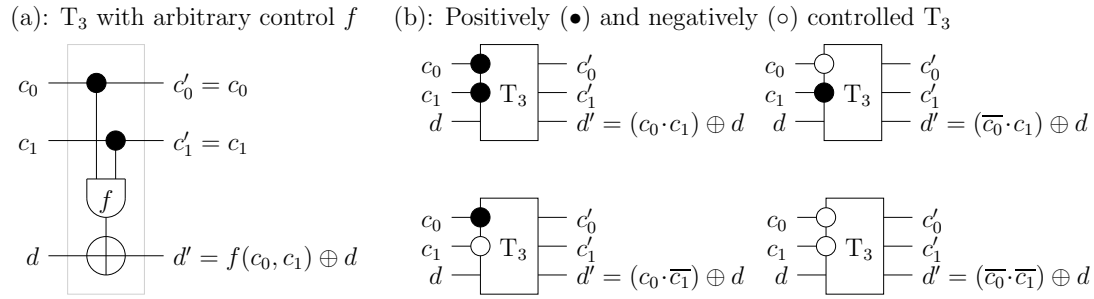 (a): T₃ with arbitrary control f
(b): Positively (●) and negatively (○) controlled T₃
c₀ c₀′ = c₀
c₁ c₁′ = c₁
f
d d′ = f(c₀, c₁) ⊕ d
c₀ c₀′
c₁ T₃ c₁′
d d′ = (c₀·c₁) ⊕ d
c₀ c₀′
c₁ T₃ c₁′
d d′ = (c̅₀·c₁) ⊕ d
c₀ c₀′
c₁ T₃ c₁′
d d′ = (c₀·c̅₁) ⊕ d
c₀ c₀′
c₁ T₃ c₁′
d d′ = (c̅₀·c̅₁) ⊕ d